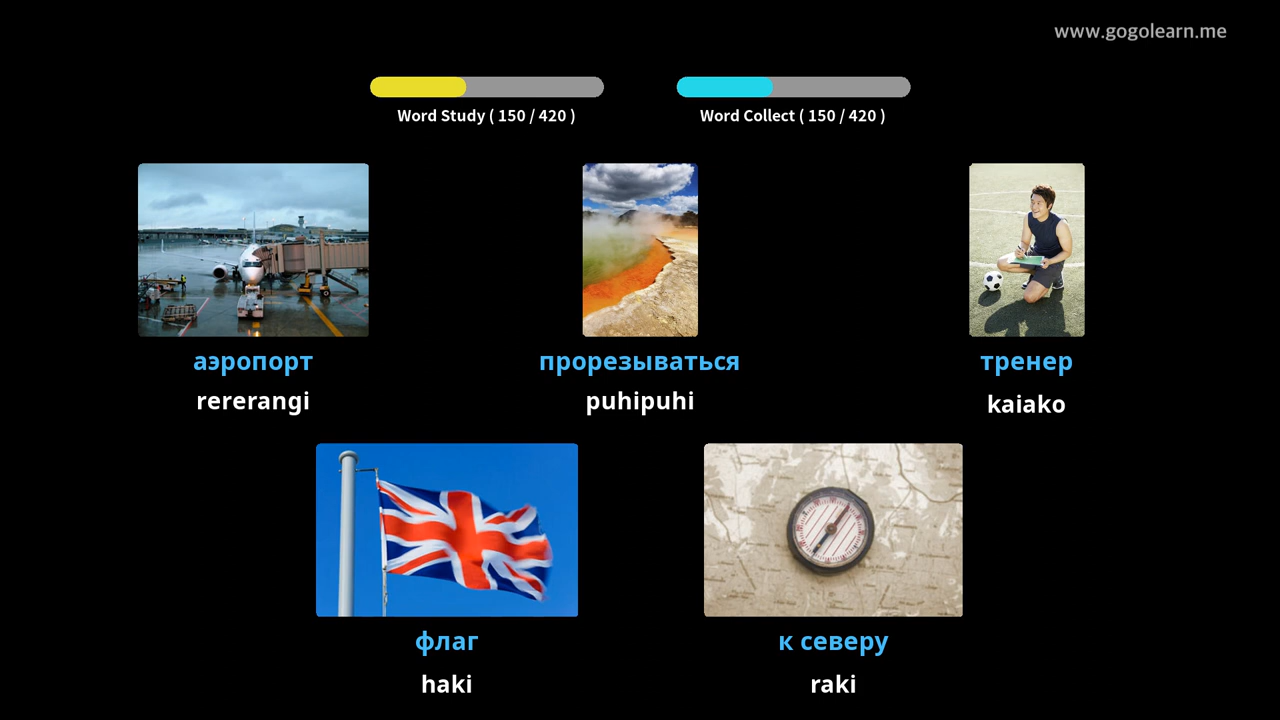 www.gogolearn.me
Word Study ( 150 / 420 )
Word Collect ( 150 / 420 )
аэропорт
прорезываться
тренер
rererangi
puhipuhi
kaiako
флаг
к северу
haki
raki